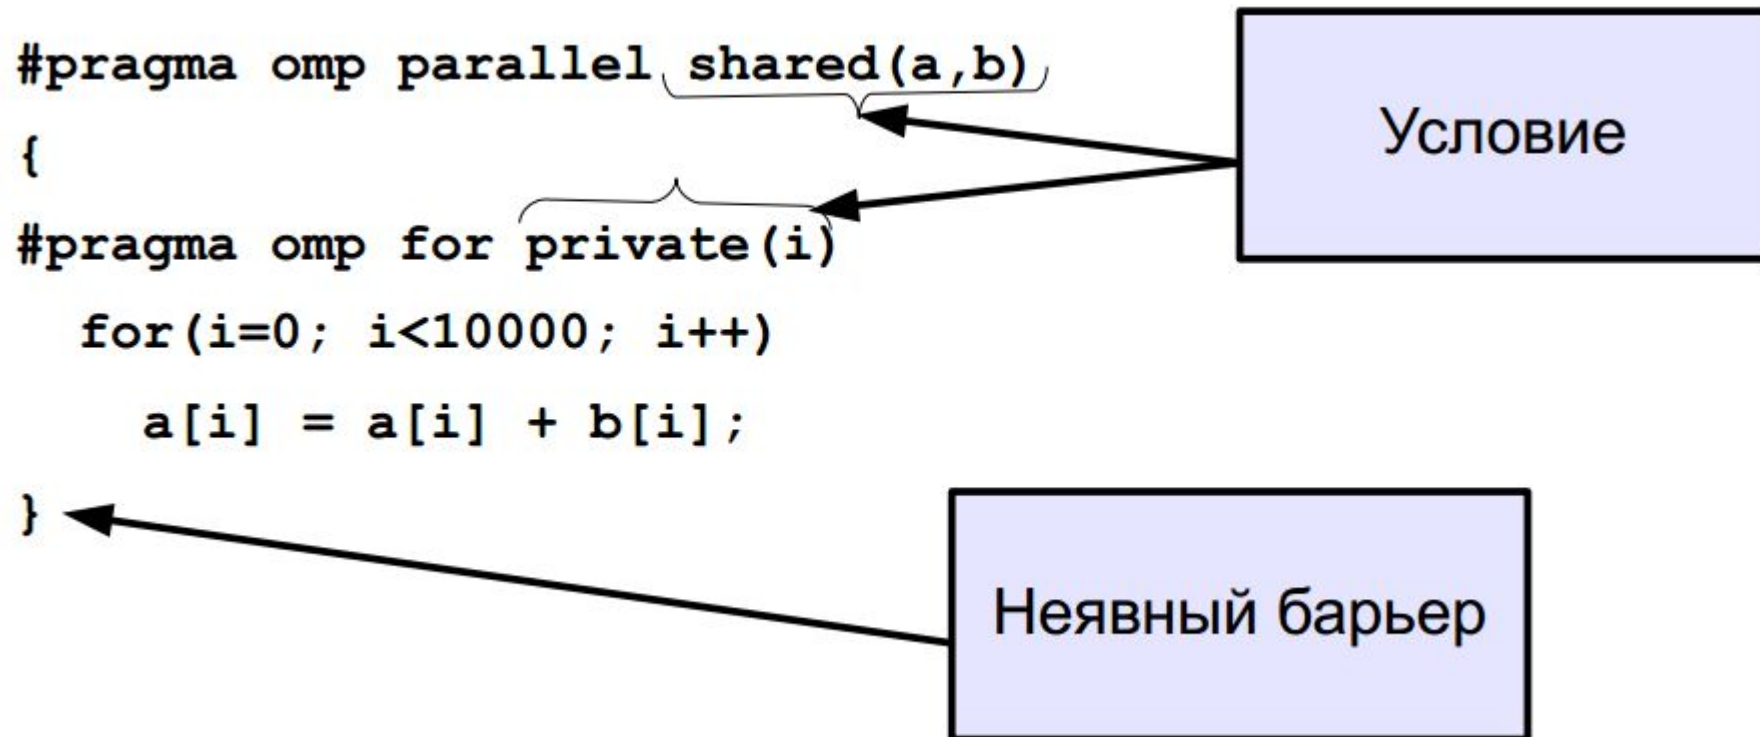 #pragma omp parallel shared(a,b)
Условие
{
#pragma omp for private(i)
for(i=0; i<10000; i++)
a[i] = a[i] + b[i];
}
Неявный барьер